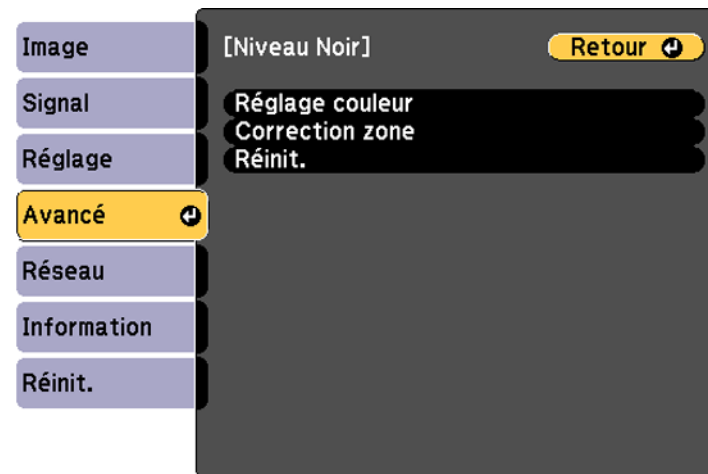 Image
Signal
Réglage
Avancé
Réseau
Information
Réinit.
[Niveau Noir]
Retour
Réglage couleur
Correction zone
Réinit.